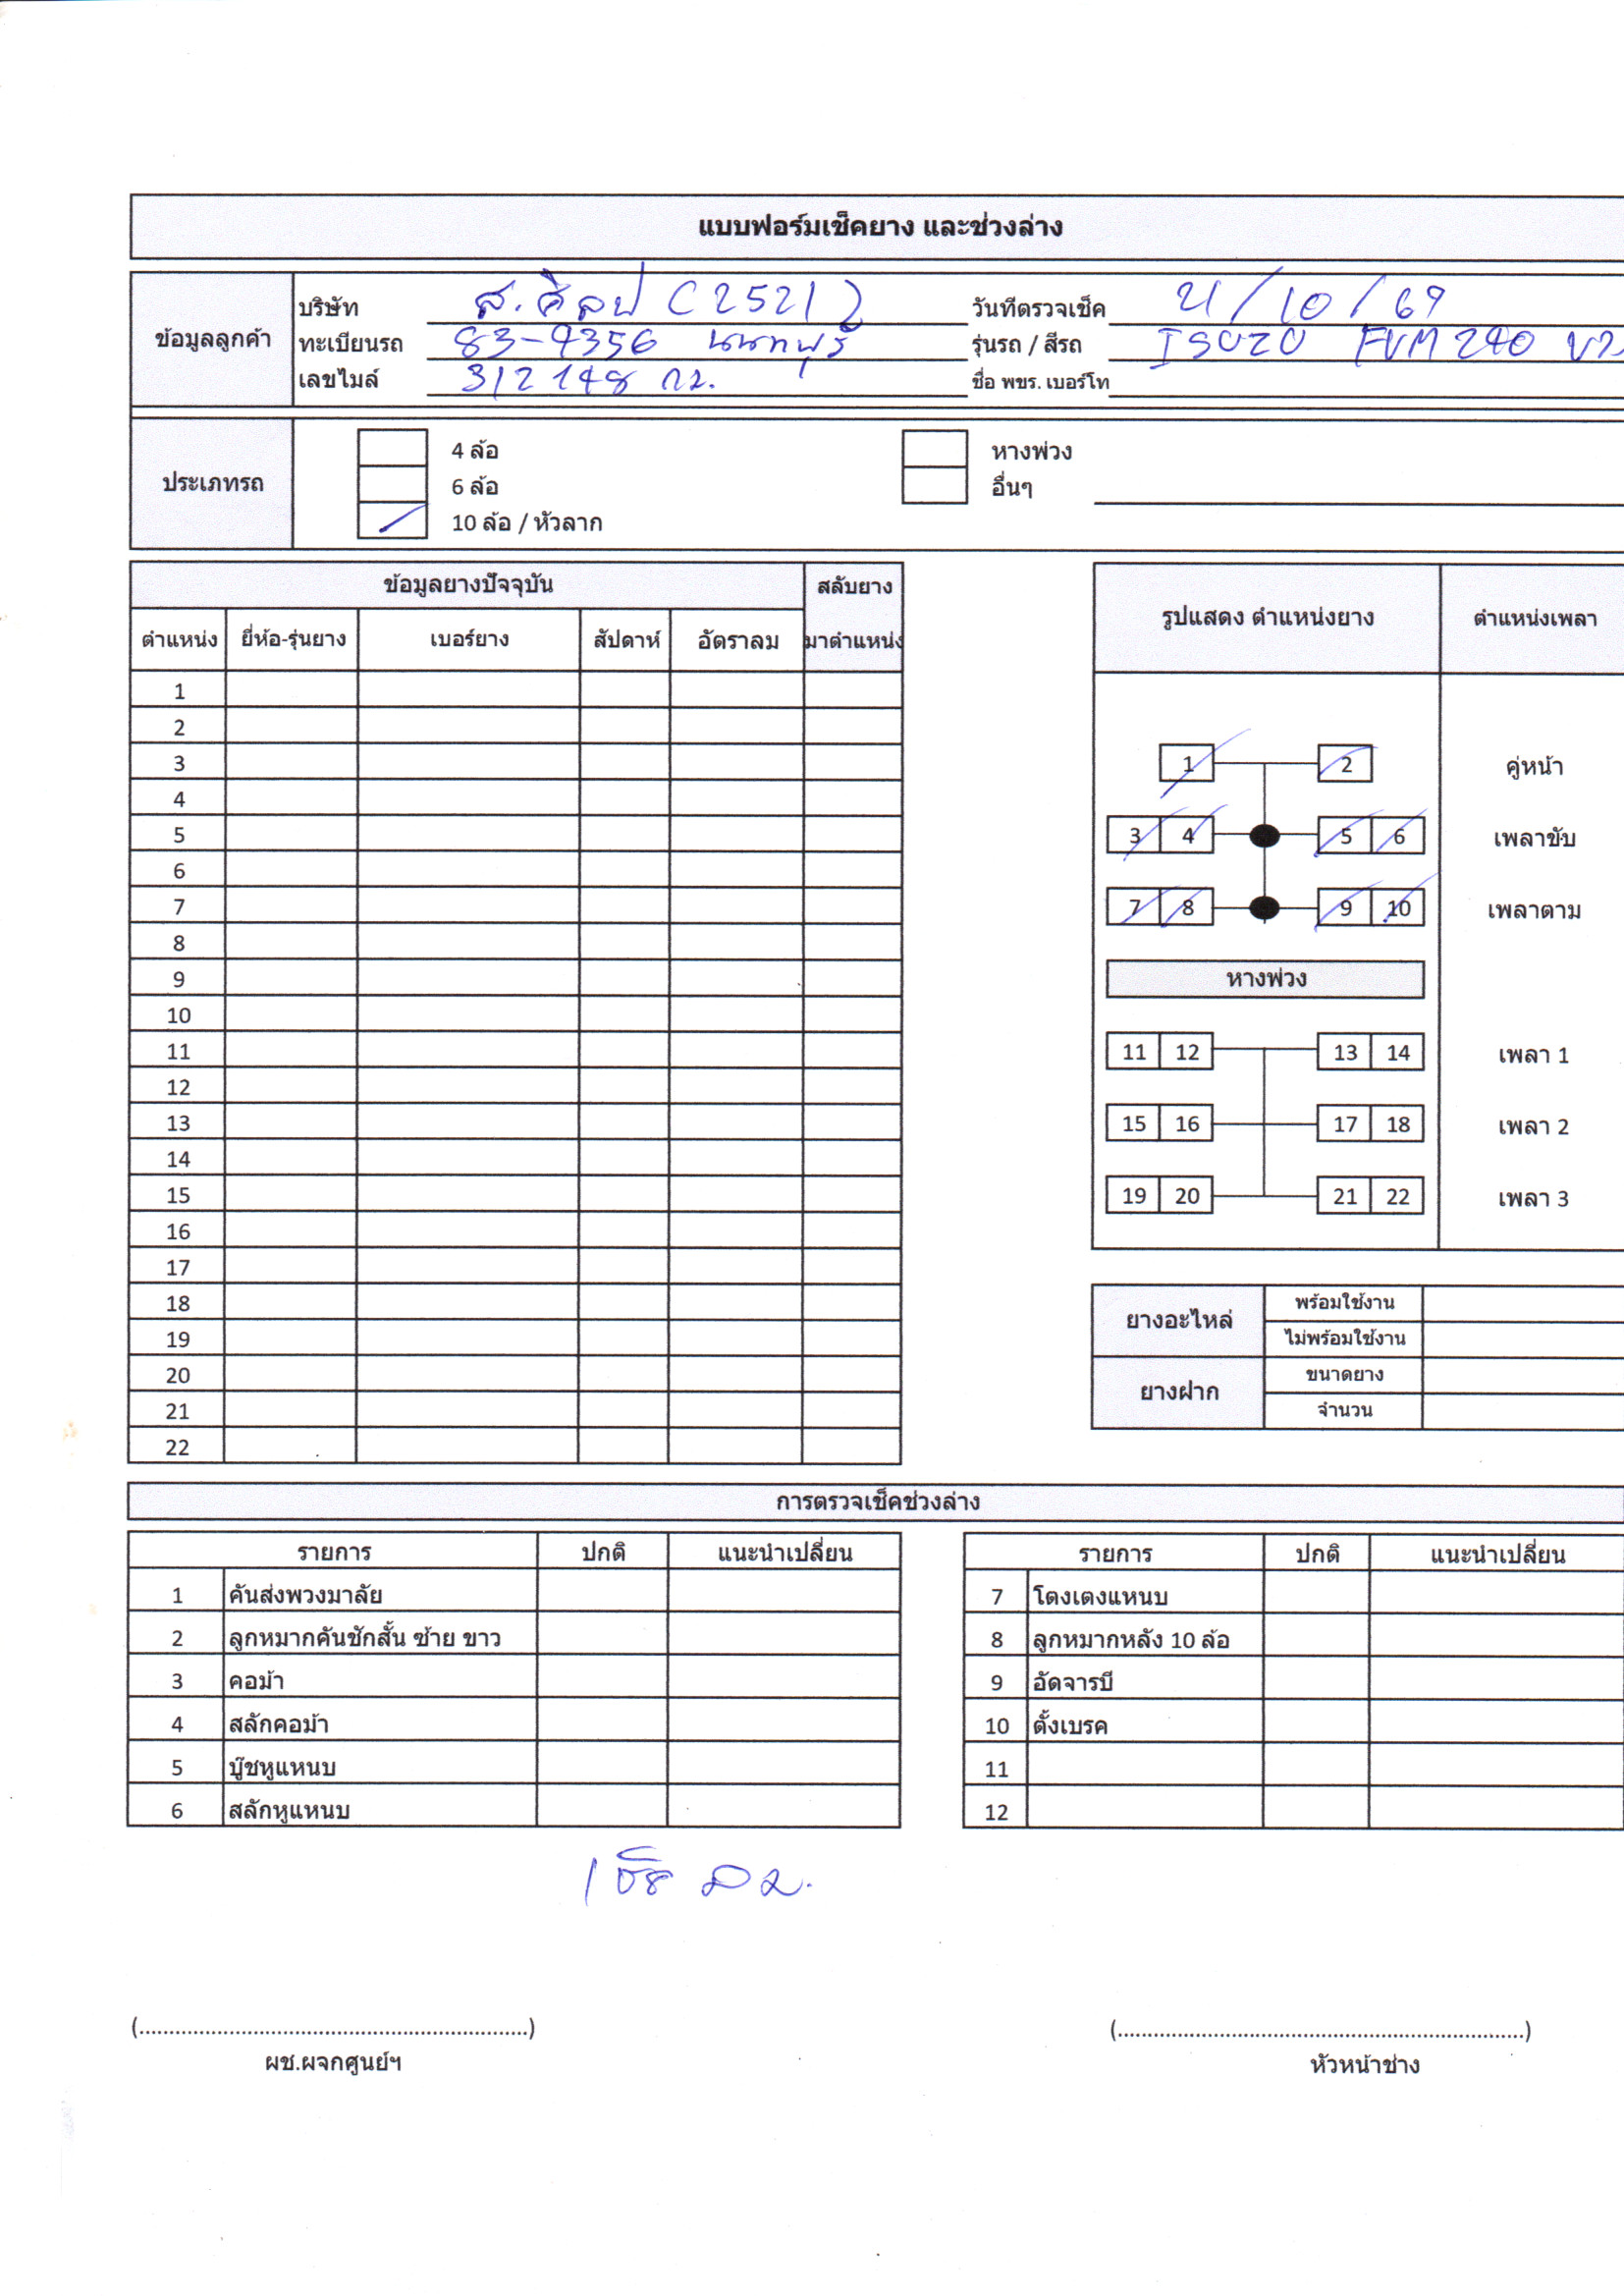 แบบฟอร์มเช็คยาง และช่วงล่าง
ข้อมูลลูกค้า
บริษัท ส.ศิลป (2521) วันที่ตรวจเช็ค 21/10/69
ทะเบียนรถ 83-9356 นนทบุรี รุ่นรถ / สีรถ ISUZU FVM 240
เลขไมล์ 312148 กม. ชื่อ พขร. เบอร์โท
ประเภทรถ
4 ล้อ หางพ่วง
6 ล้อ อื่นๆ
10 ล้อ / หัวลาก
ข้อมูลยางปัจจุบัน สลับยาง
ตำแหน่ง ยี่ห้อ-รุ่นยาง เบอร์ยาง สัปดาห์ อัตราลม มาตำแหน่ง
1
2
3
4
5
6
7
8
9
10
11
12
13
14
15
16
17
18
19
20
21
22
รูปแสดง ตำแหน่งยาง ตำแหน่งเพลา
1 2 คู่หน้า
3 4 5 6 เพลาขับ
7 8 9 10 เพลาตาม
หางพ่วง
11 12 13 14 เพลา 1
15 16 17 18 เพลา 2
19 20 21 22 เพลา 3
ยางอะไหล่ พร้อมใช้งาน
ไม่พร้อมใช้งาน
ยางฝาก ขนาดยาง
จำนวน
การตรวจเช็คช่วงล่าง
รายการ ปกติ แนะนำเปลี่ยน รายการ ปกติ แนะนำเปลี่ยน
1 คันส่งพวงมาลัย 7 โตงเตงแหนบ
2 ลูกหมากคันชักสั้น ซ้าย ขาว 8 ลูกหมากหลัง 10 ล้อ
3 คอม้า 9 อัดจารบี
4 สลักคอม้า 10 ตั้งเบรค
5 บู๊ชหูแหนบ 11
6 สลักหูแหนบ 12
(.................................................................) (....................................................................)
ผช.ผจกศูนย์ฯ หัวหน้าช่าง